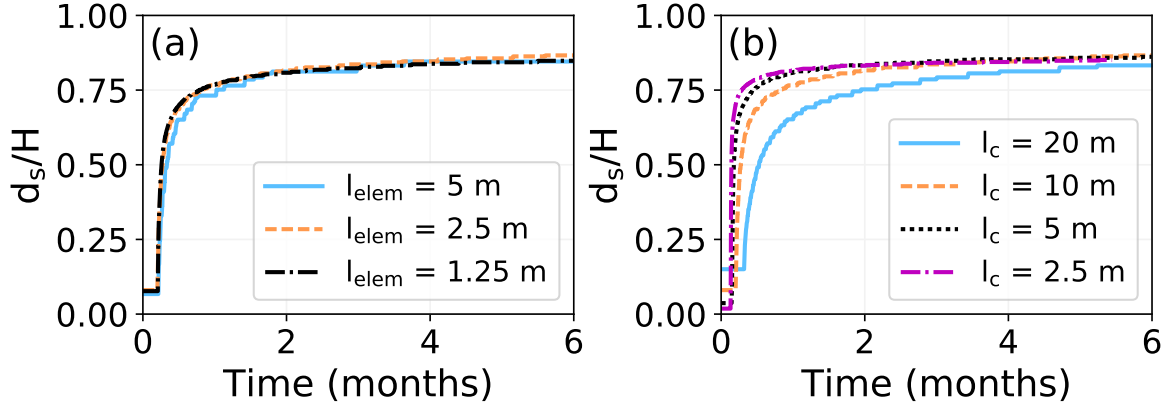 (a)
1.00
0.75
0.50
0.25
0.00
d_s/H
l_elem = 5 m
l_elem = 2.5 m
l_elem = 1.25 m
0 2 4 6
Time (months)
(b)
1.00
0.75
0.50
0.25
0.00
d_s/H
l_c = 20 m
l_c = 10 m
l_c = 5 m
l_c = 2.5 m
0 2 4 6
Time (months)